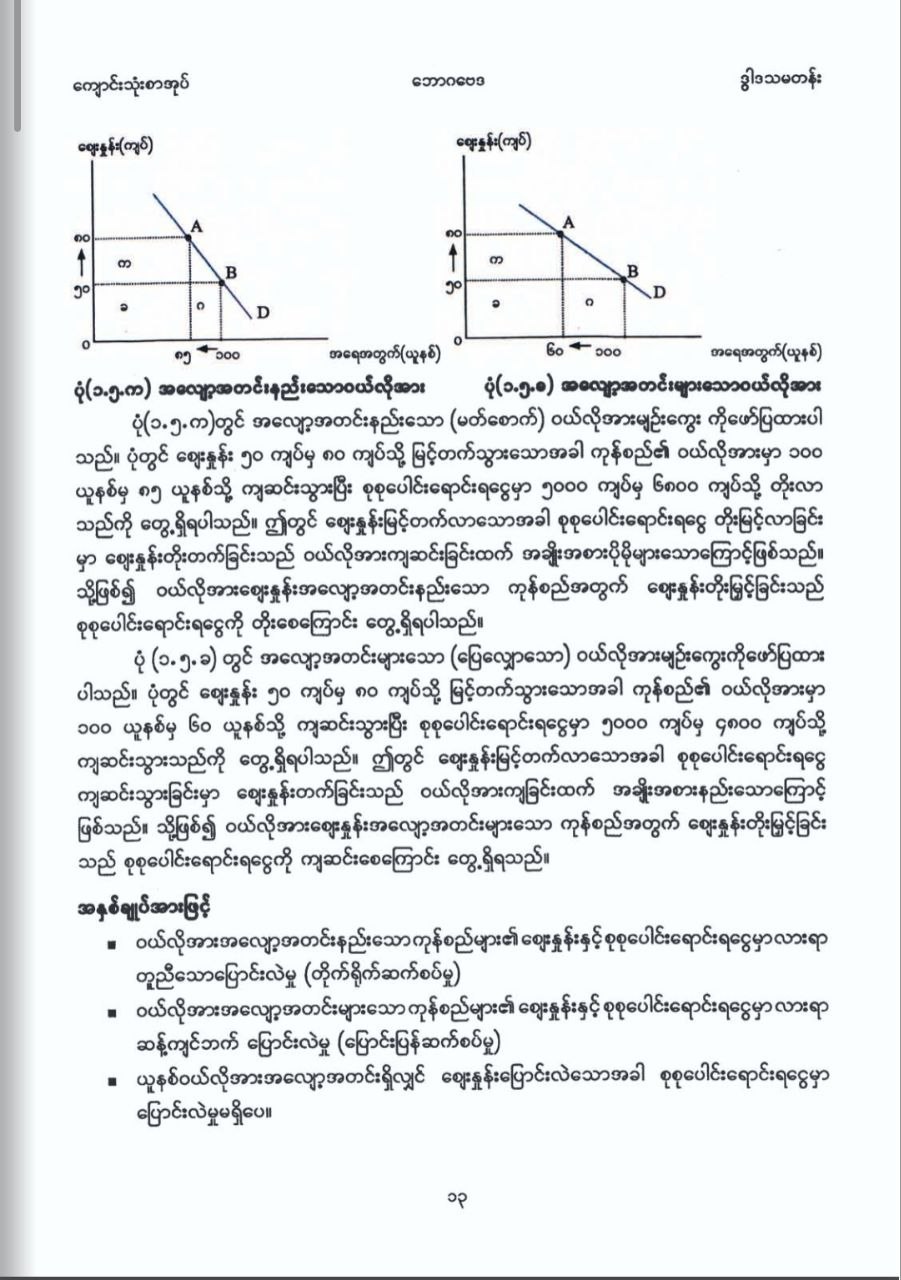 ကျောင်းသုံးစာအုပ် ဘောဂဗေဒ ဒွါဒသမတန်း
ဈေးနှုန်း(ကျပ်)
A
၈၀
က
B
၅၀
ခ ဂ
D
0
၈၅ ၁၀၀ အရေအတွက်(ယူနစ်)
ဈေးနှုန်း(ကျပ်)
A
၈၀
က
B
၅၀
ခ ဂ
D
0
၆၀ ၁၀၀ အရေအတွက်(ယူနစ်)
ပုံ(၁.၅.က) အလျော့အတင်းနည်းသောဝယ်လိုအား ပုံ(၁.၅.ခ) အလျော့အတင်းများသောဝယ်လိုအား
ပုံ(၁.၅.က)တွင် အလျော့အတင်းနည်းသော (မတ်စောက်) ဝယ်လိုအားမျဉ်းကွေး ကိုဖော်ပြထားပါ
သည်။ ပုံတွင် ဈေးနှုန်း ၅၀ ကျပ်မှ ၈၀ ကျပ်သို့ မြင့်တက်သွားသောအခါ ကုန်စည်၏ ဝယ်လိုအားမှာ ၁၀၀
ယူနစ်မှ ၈၅ ယူနစ်သို့ ကျဆင်းသွားပြီး စုစုပေါင်းရောင်းရငွေမှာ ၅၀၀၀ ကျပ်မှ ၆၈၀၀ ကျပ်သို့ တိုးလာ
သည်ကို တွေ့ရှိရပါသည်။ ဤတွင် ဈေးနှုန်းမြင့်တက်လာသောအခါ စုစုပေါင်းရောင်းရငွေ တိုးမြင့်လာခြင်း
မှာ ဈေးနှုန်းတိုးတက်ခြင်းသည် ဝယ်လိုအားကျဆင်းခြင်းထက် အချိုးအစားပိုမိုများသောကြောင့်ဖြစ်သည်။
သို့ဖြစ်၍ ဝယ်လိုအားဈေးနှုန်းအလျော့အတင်းနည်းသော ကုန်စည်အတွက် ဈေးနှုန်းတိုးမြှင့်ခြင်းသည်
စုစုပေါင်းရောင်းရငွေကို တိုးစေကြောင်း တွေ့ရှိရပါသည်။
ပုံ (၁.၅.ခ) တွင် အလျော့အတင်းများသော (ပြေလျှောသော) ဝယ်လိုအားမျဉ်းကွေးကိုဖော်ပြထား
ပါသည်။ ပုံတွင် ဈေးနှုန်း ၅၀ ကျပ်မှ ၈၀ ကျပ်သို့ မြင့်တက်သွားသောအခါ ကုန်စည်၏ ဝယ်လိုအားမှာ
၁၀၀ ယူနစ်မှ ၆၀ ယူနစ်သို့ ကျဆင်းသွားပြီး စုစုပေါင်းရောင်းရငွေမှာ ၅၀၀၀ ကျပ်မှ ၄၈၀၀ ကျပ်သို့
ကျဆင်းသွားသည်ကို တွေ့ရှိရပါသည်။ ဤတွင် ဈေးနှုန်းမြင့်တက်လာသောအခါ စုစုပေါင်းရောင်းရငွေ
ကျဆင်းသွားခြင်းမှာ ဈေးနှုန်းတက်ခြင်းသည် ဝယ်လိုအားကျခြင်းထက် အချိုးအစားနည်းသောကြောင့်
ဖြစ်သည်။ သို့ဖြစ်၍ ဝယ်လိုအားဈေးနှုန်းအလျော့အတင်းများသော ကုန်စည်အတွက် ဈေးနှုန်းတိုးမြှင့်ခြင်း
သည် စုစုပေါင်းရောင်းရငွေကို ကျဆင်းစေကြောင်း တွေ့ရှိရသည်။
အနှစ်ချုပ်အားဖြင့်
▪ ဝယ်လိုအားအလျော့အတင်းနည်းသောကုန်စည်များ၏ ဈေးနှုန်းနှင့်စုစုပေါင်းရောင်းရငွေမှာ လားရာ
တူညီသောပြောင်းလဲမှု (တိုက်ရိုက်ဆက်စပ်မှု)
▪ ဝယ်လိုအားအလျော့အတင်းများသော ကုန်စည်များ၏ ဈေးနှုန်းနှင့် စုစုပေါင်းရောင်းရငွေမှာ လားရာ
ဆန့်ကျင်ဘက် ပြောင်းလဲမှု (ပြောင်းပြန်ဆက်စပ်မှု)
▪ ယူနစ်ဝယ်လိုအားအလျော့အတင်းရှိလျှင် ဈေးနှုန်းပြောင်းလဲသောအခါ စုစုပေါင်းရောင်းရငွေမှာ
ပြောင်းလဲမှုမရှိပေ။
၁၃